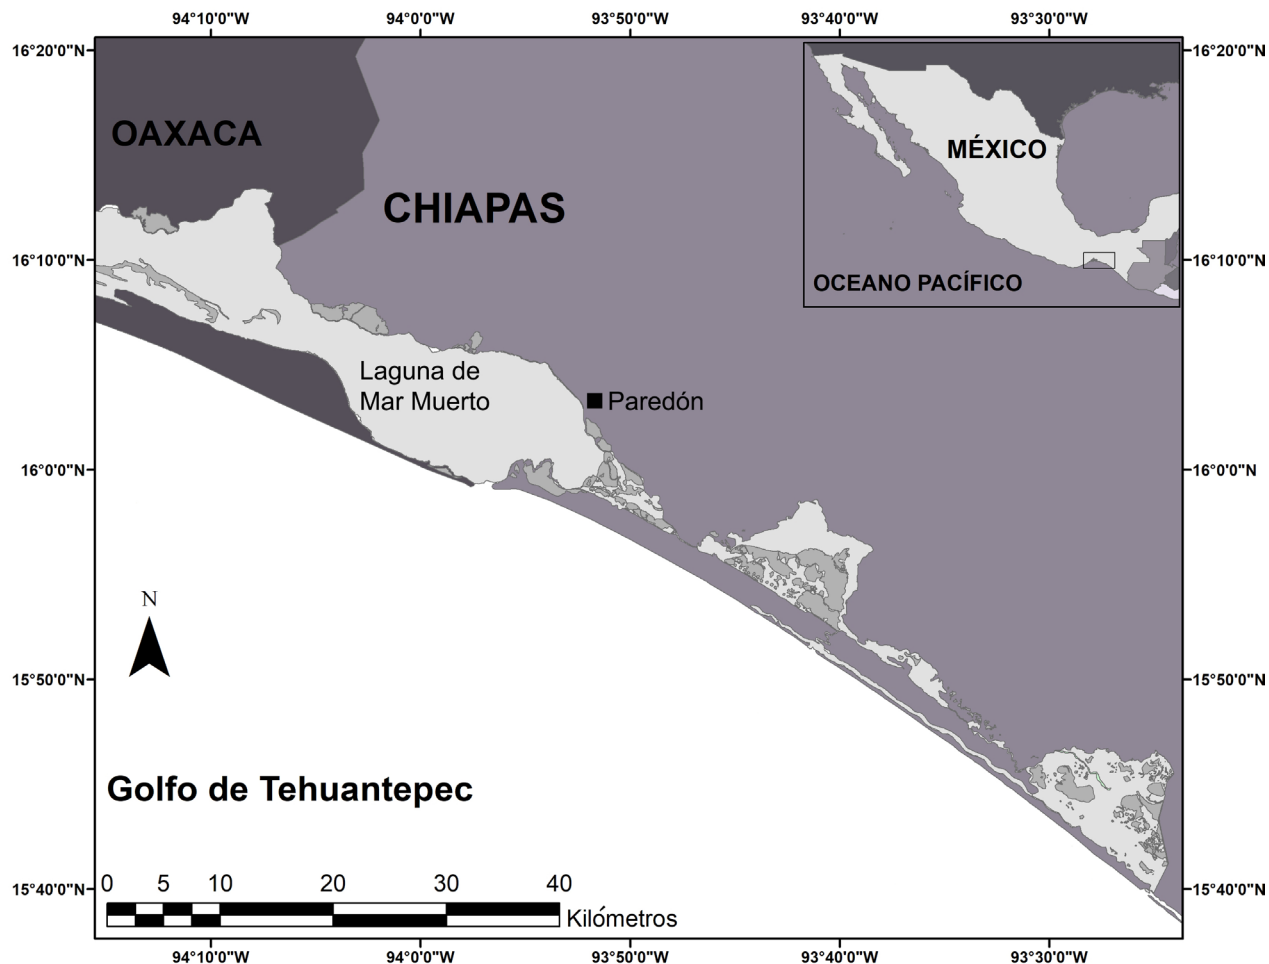 94°10'0"W 94°0'0"W 93°50'0"W 93°40'0"W 93°30'0"W
16°20'0"N 16°20'0"N
OAXACA
MÉXICO
CHIAPAS
16°10'0"N 16°10'0"N
OCEANO PACÍFICO
Laguna de
Mar Muerto
Paredón
16°0'0"N 16°0'0"N
N
15°50'0"N 15°50'0"N
Golfo de Tehuantepec
0 5 10 20 30 40
15°40'0"N 15°40'0"N
Kilómetros
94°10'0"W 94°0'0"W 93°50'0"W 93°40'0"W 93°30'0"W